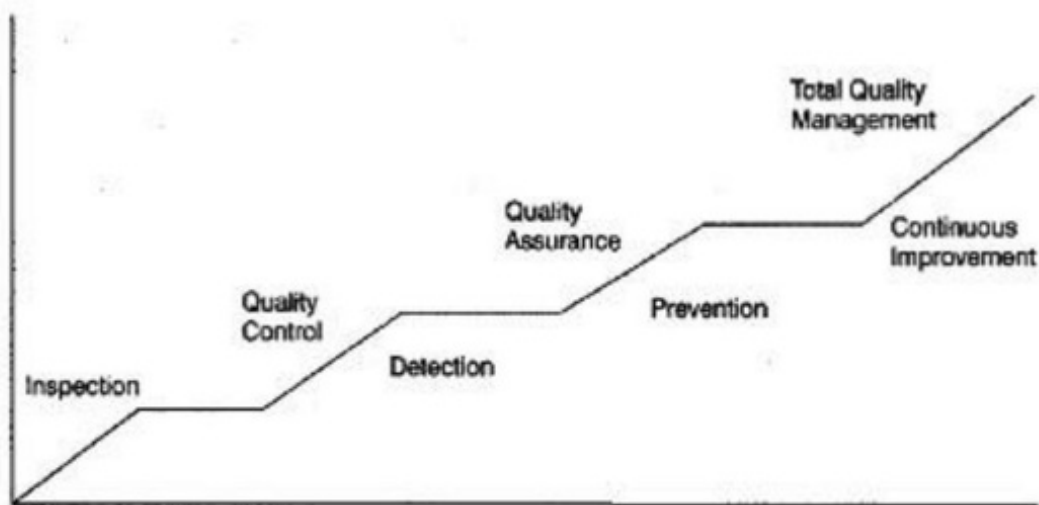 Total Quality
Management
Quality
Assurance
Continuous
Improvement
Quality
Control
Prevention
Detection
Inspection